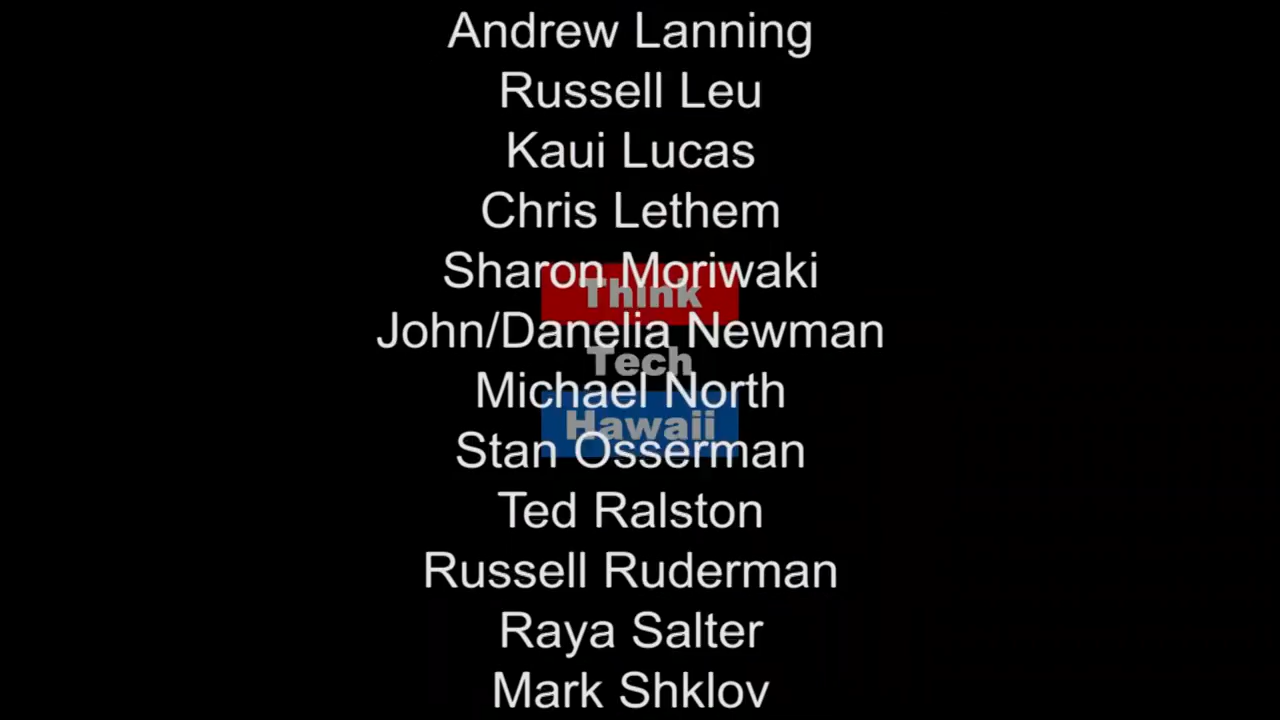 Andrew Lanning
Russell Leu
Kaui Lucas
Chris Lethem
Sharon Moriwaki
Think
John/Danelia Newman
Tech
Michael North
Hawaii
Stan Osserman
Ted Ralston
Russell Ruderman
Raya Salter
Mark Shklov